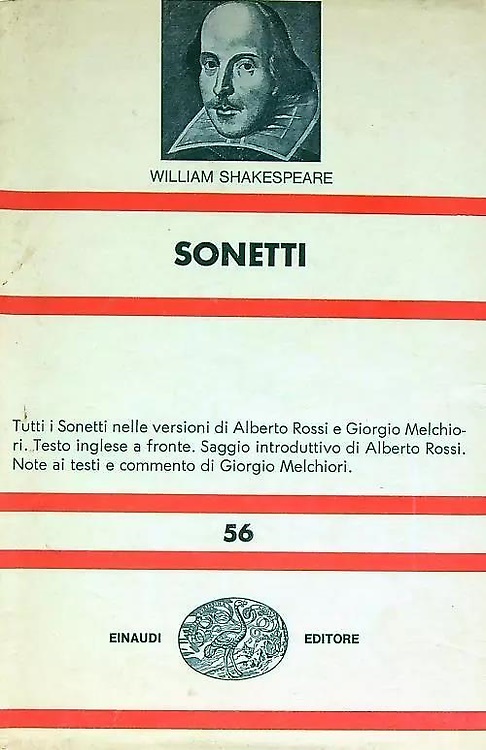 WILLIAM SHAKESPEARE
SONETTI
Tutti i Sonetti nelle versioni di Alberto Rossi e Giorgio Melchio-
ri. Testo inglese a fronte. Saggio introduttivo di Alberto Rossi.
Note ai testi e commento di Giorgio Melchiori.
56
EINAUDI EDITORE